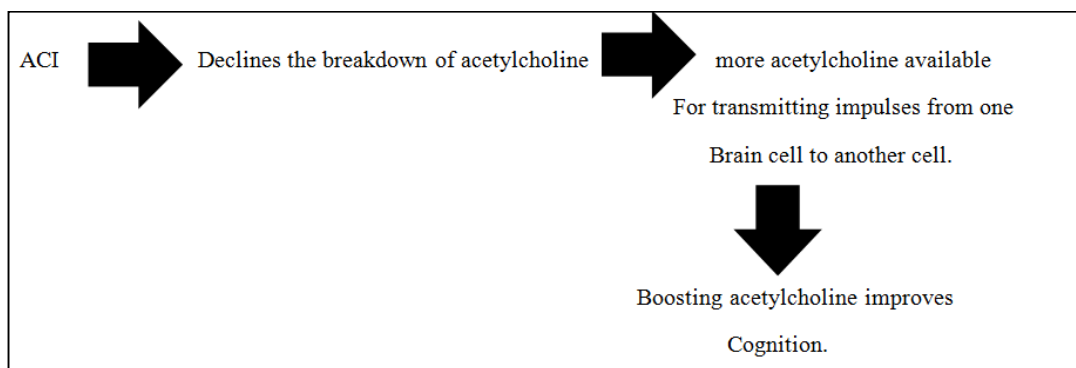 ACI
Declines the breakdown of acetylcholine
more acetylcholine available
For transmitting impulses from one
Brain cell to another cell.
Boosting acetylcholine improves
Cognition.